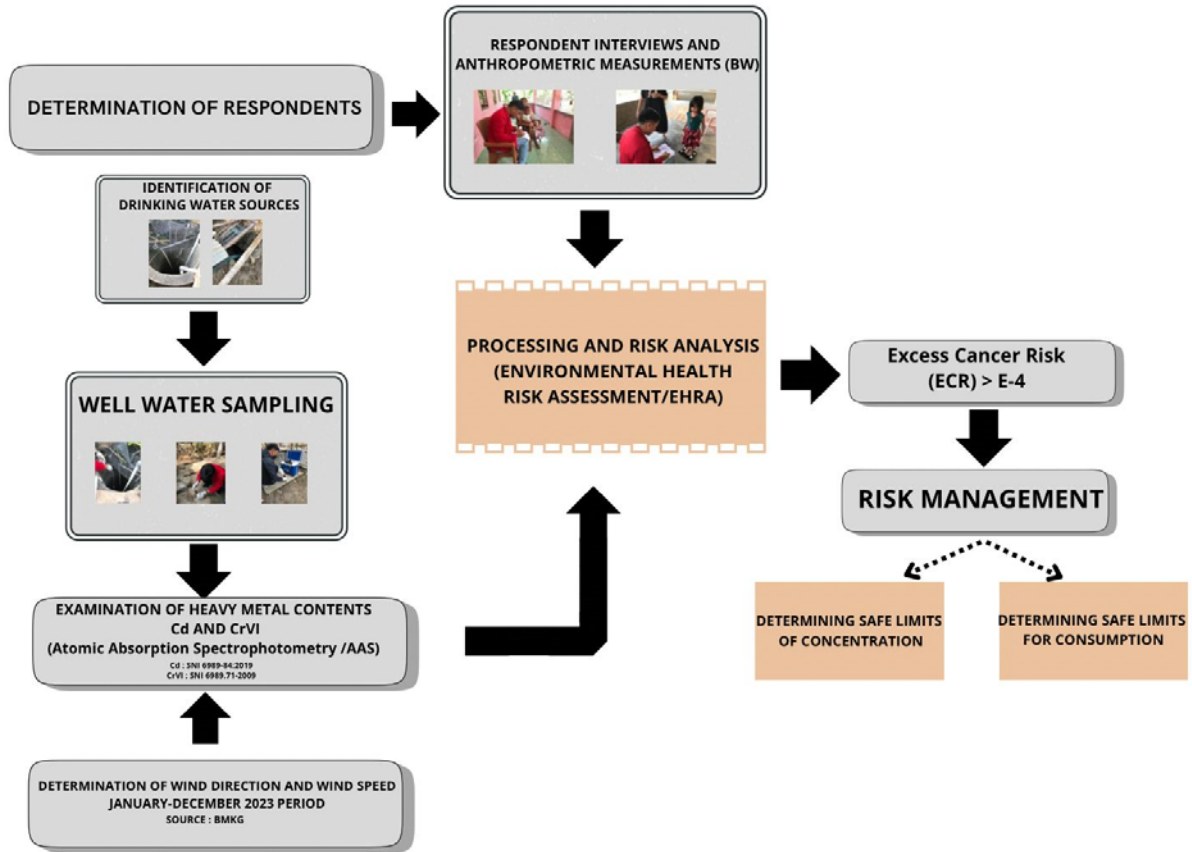 DETERMINATION OF RESPONDENTS
RESPONDENT INTERVIEWS AND
ANTHROPOMETRIC MEASUREMENTS (BW)
IDENTIFICATION OF
DRINKING WATER SOURCES
WELL WATER SAMPLING
EXAMINATION OF HEAVY METAL CONTENTS
Cd AND CrVI
(Atomic Absorption Spectrophotometry /AAS)
Cd : SNI 6989-84:2019
CrVI : SNI 6989.71-2009
DETERMINATION OF WIND DIRECTION AND WIND SPEED
JANUARY-DECEMBER 2023 PERIOD
SOURCE : BMKG
PROCESSING AND RISK ANALYSIS
(ENVIRONMENTAL HEALTH
RISK ASSESSMENT/EHRA)
Excess Cancer Risk
(ECR) > E-4
RISK MANAGEMENT
DETERMINING SAFE LIMITS
OF CONCENTRATION
DETERMINING SAFE LIMITS
FOR CONSUMPTION